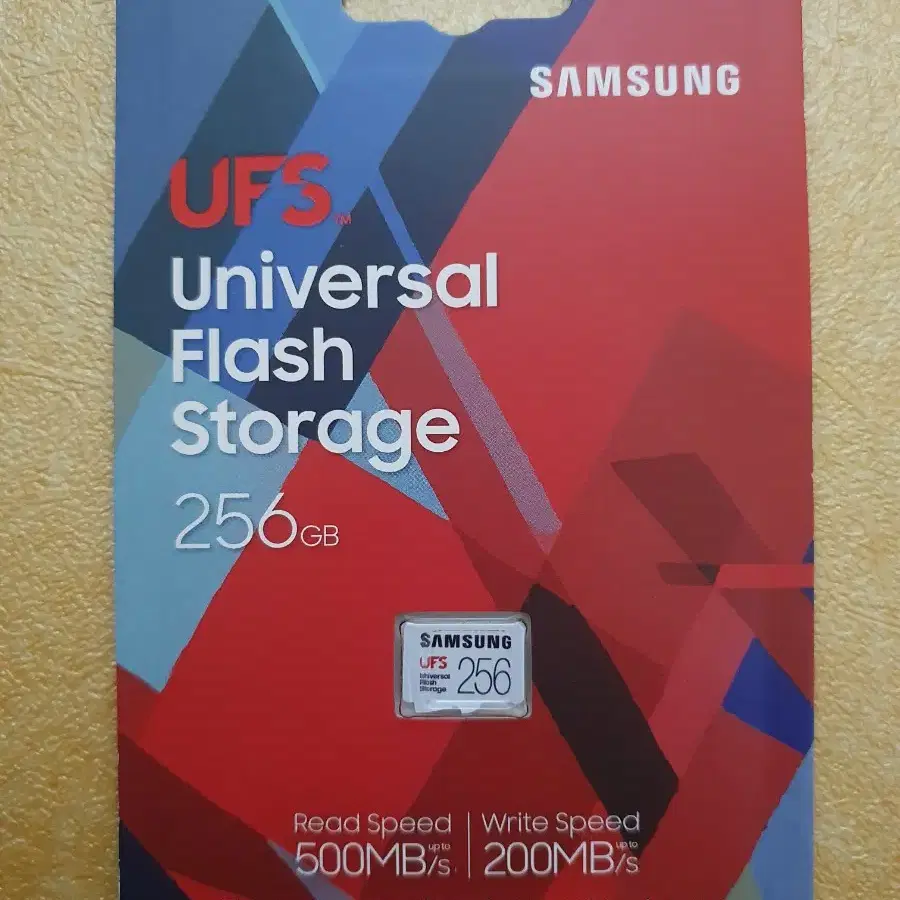 SAMSUNG
UFS™
Universal
Flash
Storage
256GB
SAMSUNG
UFS
Universal
Flash
Storage
256
Read Speed
up to
500MB/s
Write Speed
up to
200MB/s